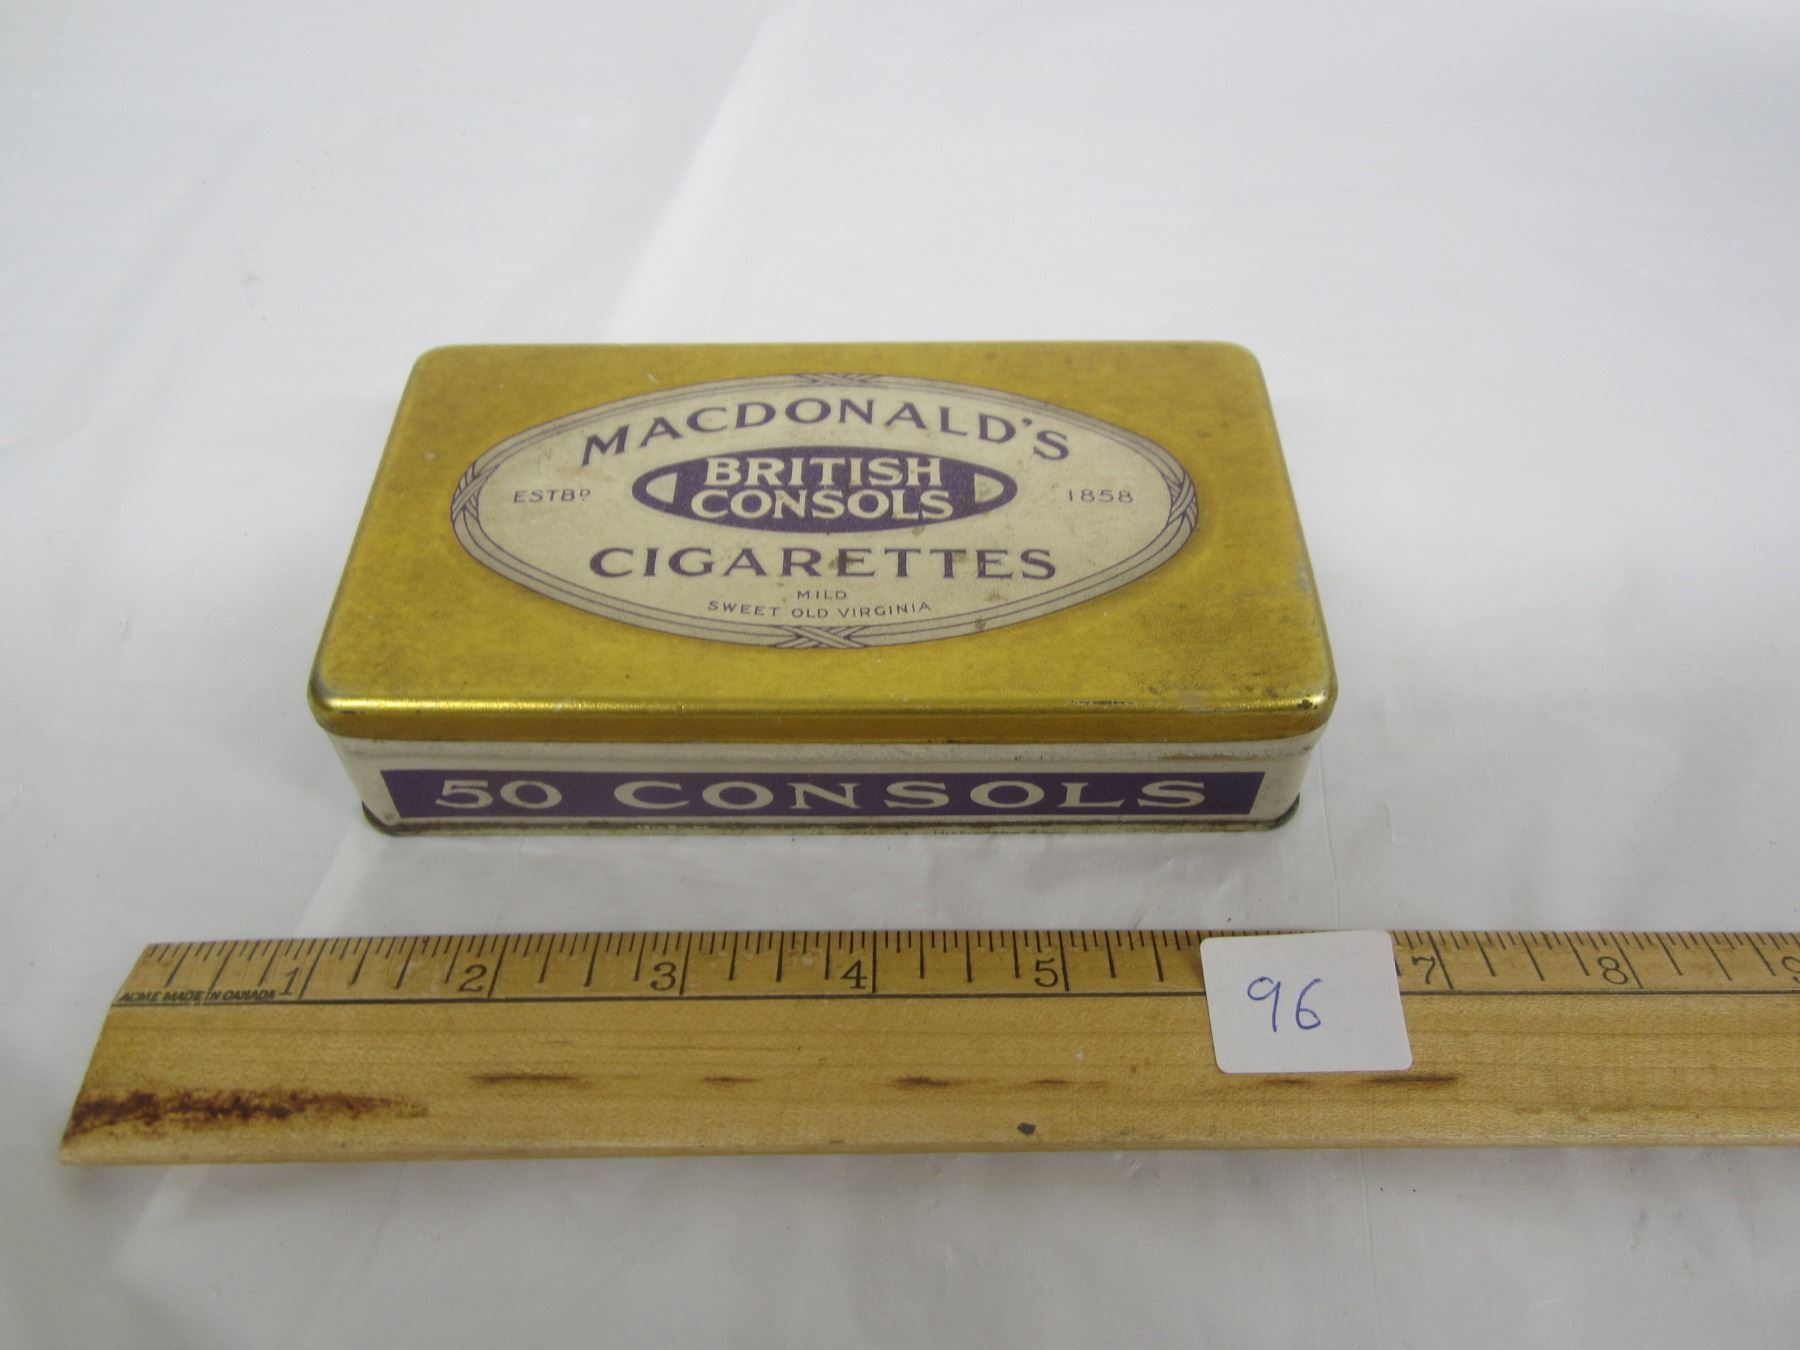 MACDONALD'S
BRITISH
CONSOLS
ESTBD 1858
CIGARETTES
MILD
SWEET OLD VIRGINIA
50 CONSOLS
1 2 3 4 5 7 8 9
ACME MADE IN CANADA
96